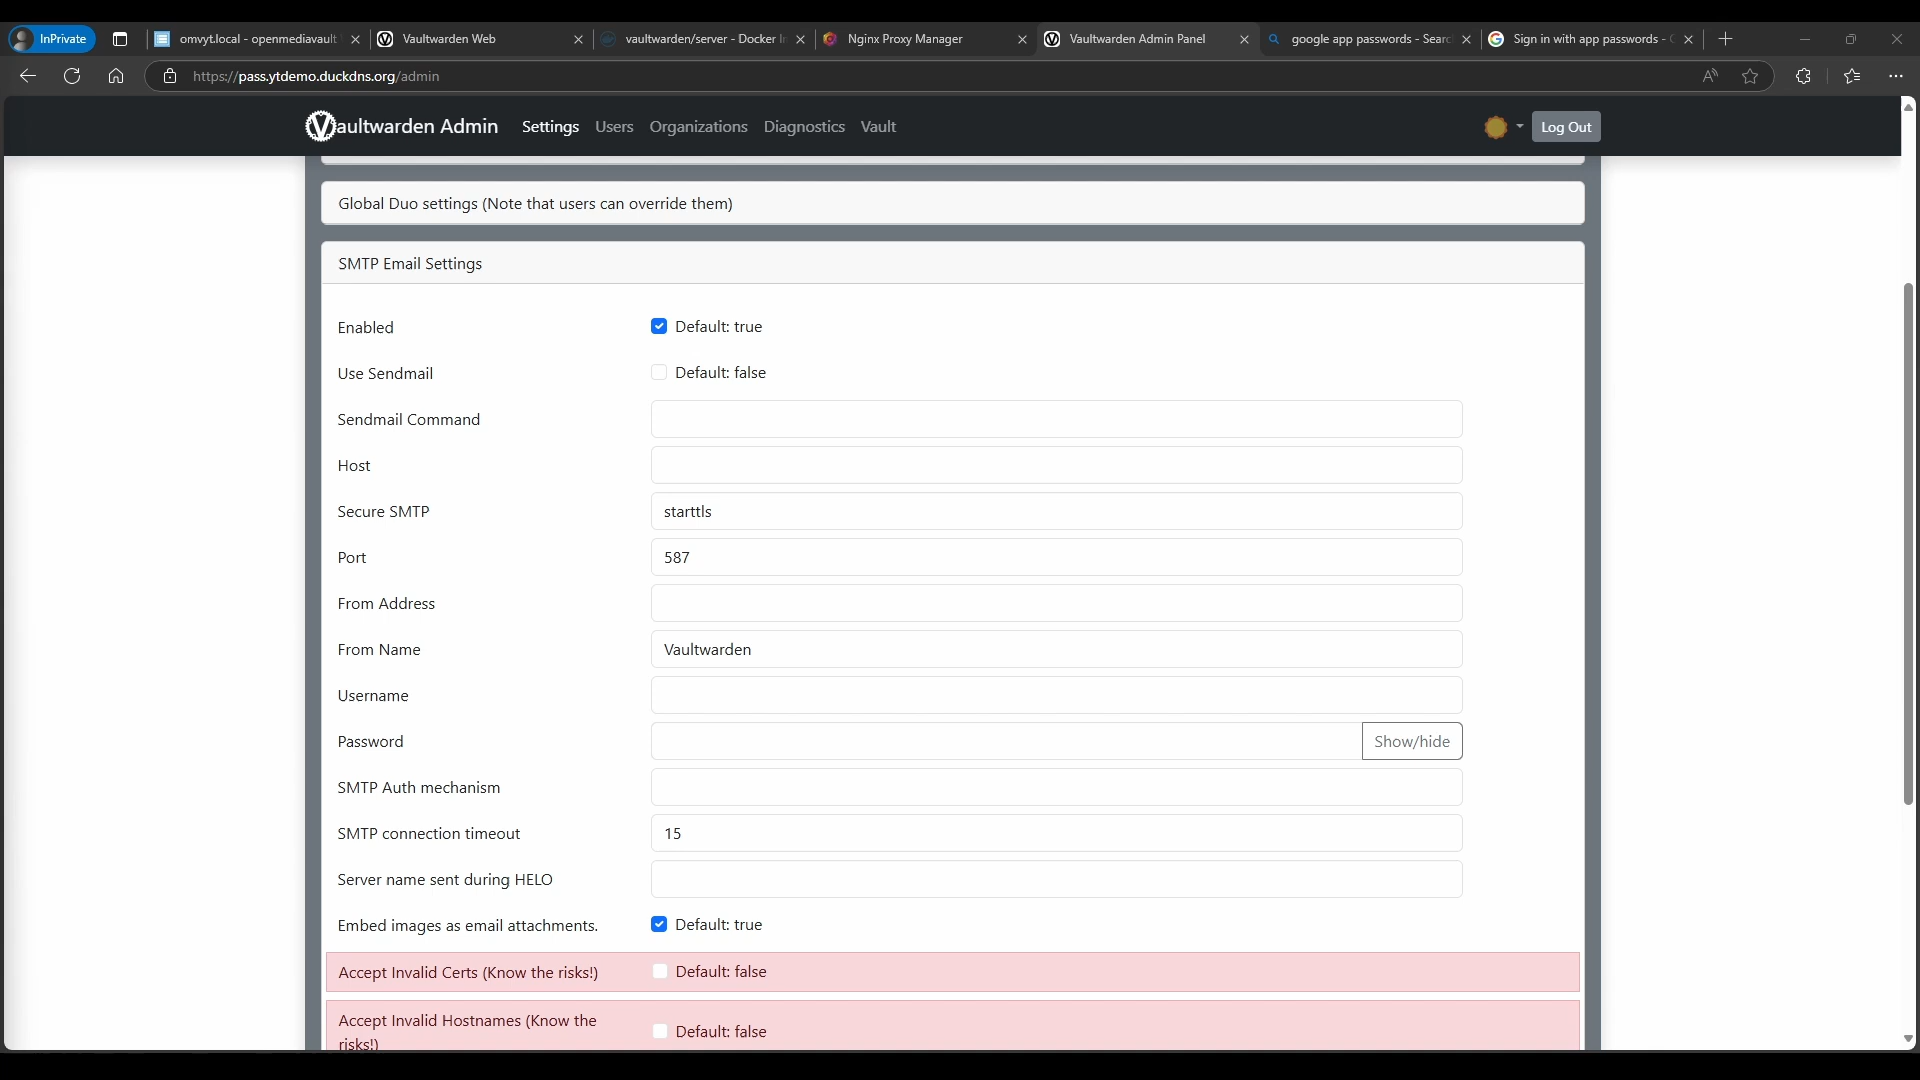 InPrivate
omvyt.local - openmediavault
Vaultwarden Web
vaultwarden/server - Docker I
Nginx Proxy Manager
Vaultwarden Admin Panel
google app passwords - Searc
Sign in with app passwords -
https://pass.ytdemo.duckdns.org/admin
Vaultwarden Admin
Settings
Users
Organizations
Diagnostics
Vault
Log Out
Global Duo settings (Note that users can override them)
SMTP Email Settings
Enabled
Default: true
Use Sendmail
Default: false
Sendmail Command
Host
Secure SMTP
starttls
Port
587
From Address
From Name
Vaultwarden
Username
Password
Show/hide
SMTP Auth mechanism
SMTP connection timeout
15
Server name sent during HELO
Embed images as email attachments.
Default: true
Accept Invalid Certs (Know the risks!)
Default: false
Accept Invalid Hostnames (Know the
risks!)
Default: false